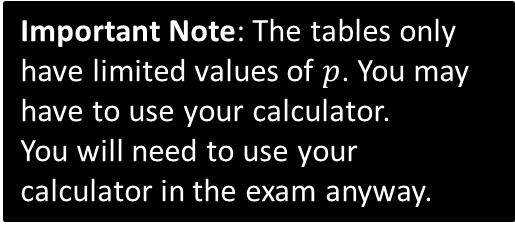 Important Note: The tables only
have limited values of p. You may
have to use your calculator.
You will need to use your
calculator in the exam anyway.